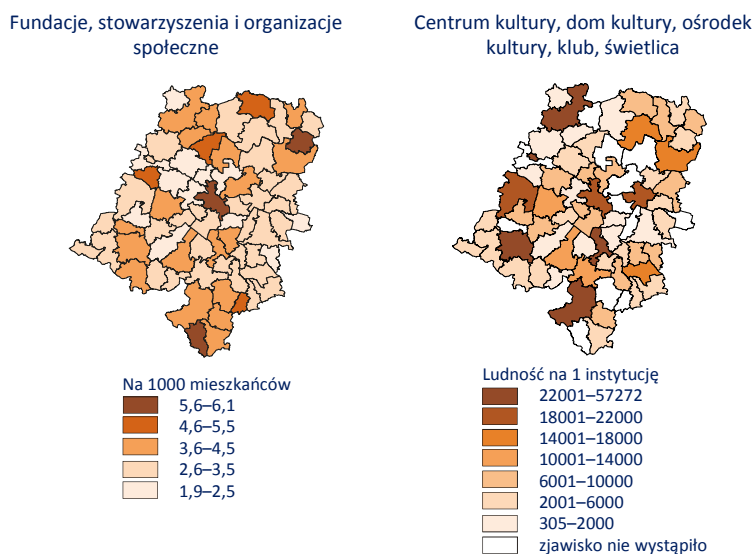 Fundacje, stowarzyszenia i organizacje
społeczne
Na 1000 mieszkańców
5,6–6,1
4,6–5,5
3,6–4,5
2,6–3,5
1,9–2,5
Centrum kultury, dom kultury, ośrodek
kultury, klub, świetlica
Ludność na 1 instytucję
22001–57272
18001–22000
14001–18000
10001–14000
6001–10000
2001–6000
305–2000
zjawisko nie wystąpiło